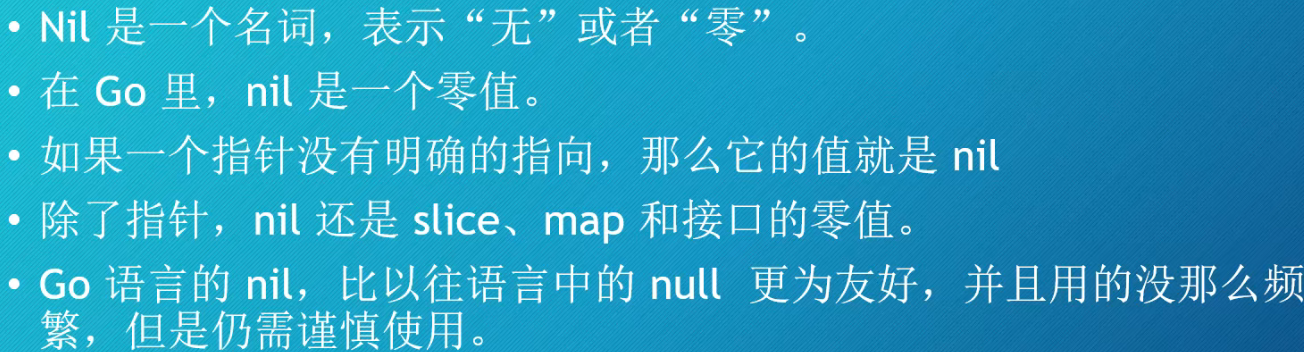 • Nil 是一个名词，表示“无”或者“零”。
• 在 Go 里，nil 是一个零值。
• 如果一个指针没有明确的指向，那么它的值就是 nil
• 除了指针，nil 还是 slice、map 和接口的零值。
• Go 语言的 nil，比以往语言中的 null 更为友好，并且用的没那么频
繁，但是仍需谨慎使用。